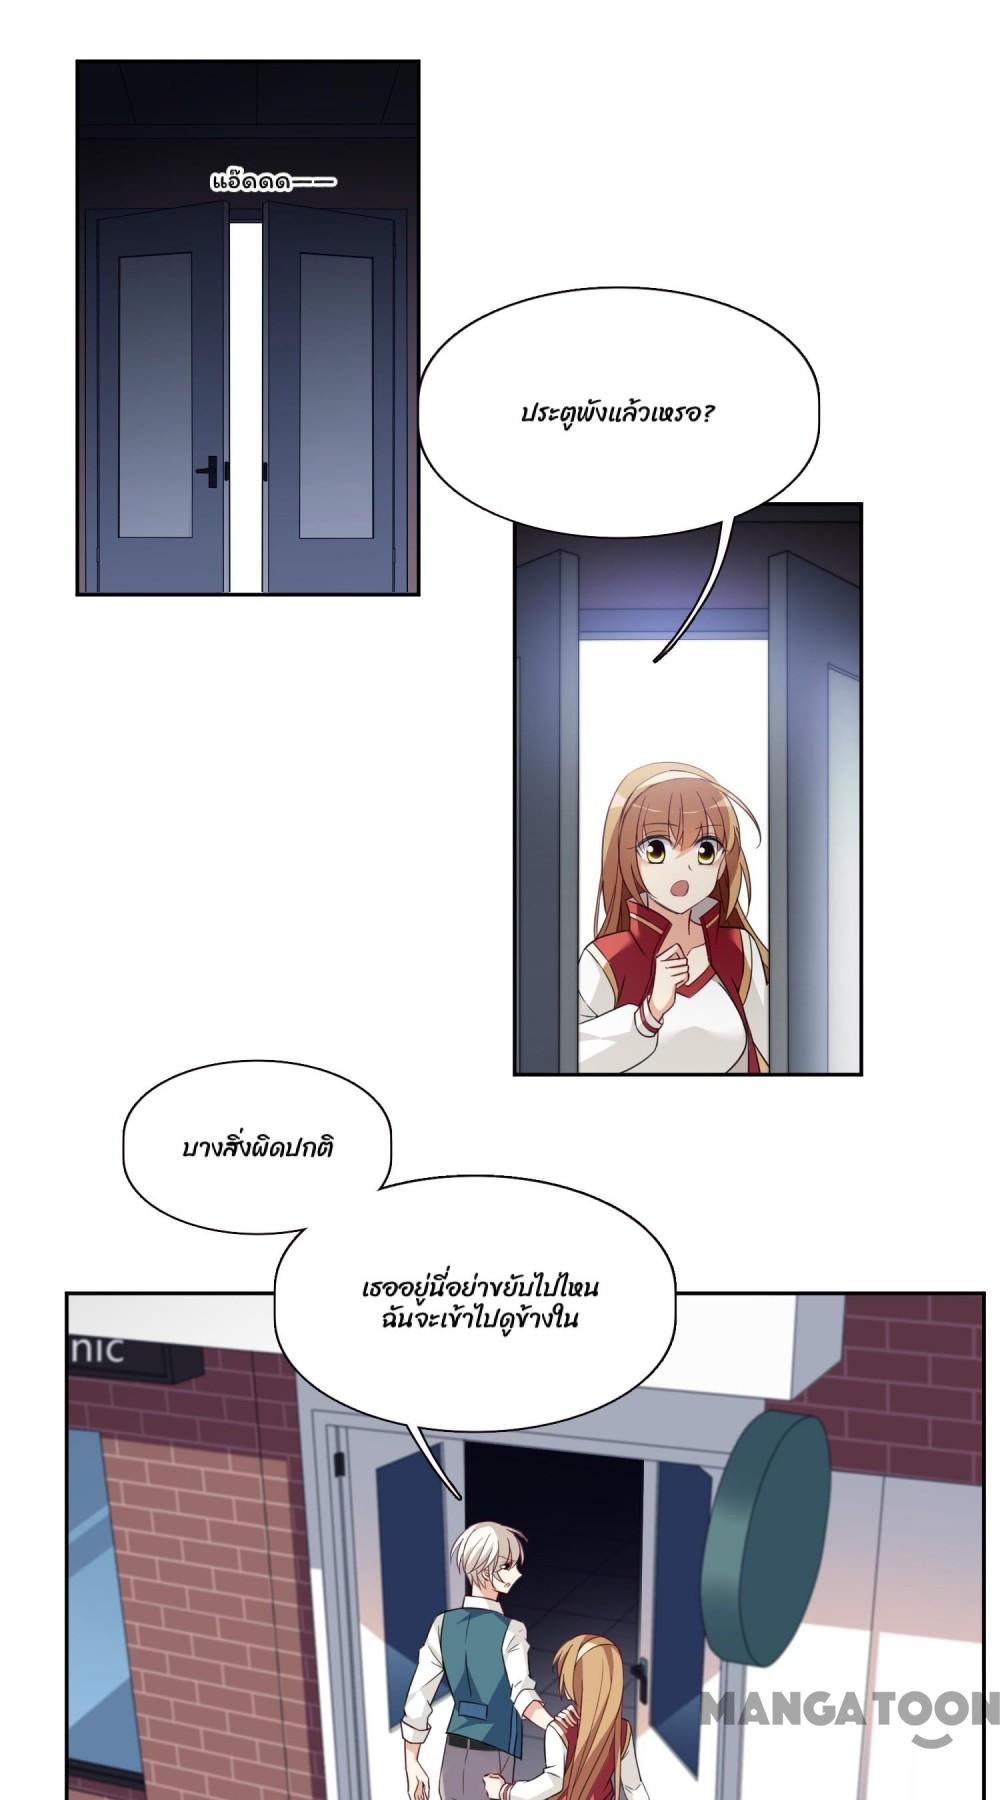 แอ๊ดดด——
ประตูพังแล้วเหรอ?
บางสิ่งผิดปกติ
เธออยู่นี่อย่าขยับไปไหน
ฉันจะเข้าไปดูข้างใน
nic
MANGATOON